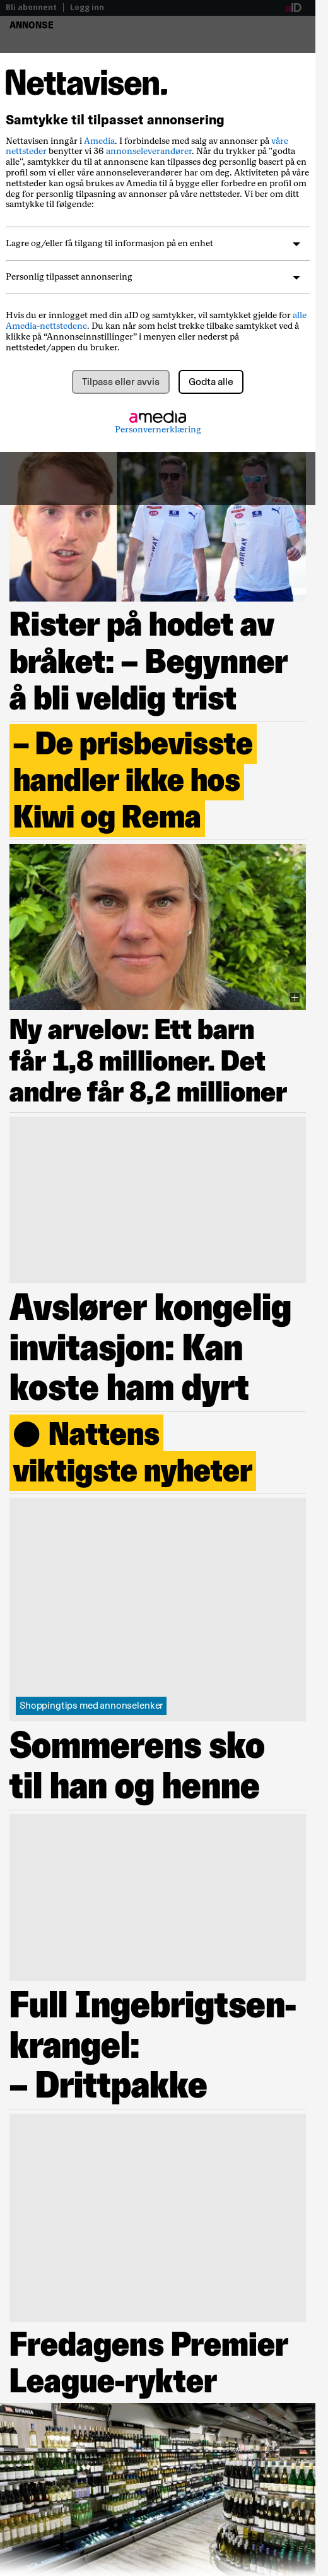 Bli abonnent | Logg inn
aID
ANNONSE
Nettavisen.
Samtykke til tilpasset annonsering
Nettavisen inngår i Amedia. I forbindelse med salg av annonser på våre
nettsteder benytter vi 36 annonseleverandører. Når du trykker på "godta
alle", samtykker du til at annonsene kan tilpasses deg personlig basert på en
profil som vi eller våre annonseleverandører har om deg. Aktiviteten på våre
nettsteder kan også brukes av Amedia til å bygge eller forbedre en profil om
deg for personlig tilpasning av annonser på våre nettsteder. Vi ber om ditt
samtykke til følgende:
Lagre og/eller få tilgang til informasjon på en enhet
Personlig tilpasset annonsering
Hvis du er innlogget med din aID og samtykker, vil samtykket gjelde for alle
Amedia-nettstedene. Du kan når som helst trekke tilbake samtykket ved å
klikke på “Annonseinnstillinger” i menyen eller nederst på
nettstedet/appen du bruker.
Tilpass eller avvis Godta alle
amedia
Personvernerklæring
NORWAY NORWAY
Rister på hodet av
bråket: – Begynner
å bli veldig trist
– De prisbevisste
handler ikke hos
Kiwi og Rema
Ny arvelov: Ett barn
får 1,8 millioner. Det
andre får 8,2 millioner
Avslører kongelig
invitasjon: Kan
koste ham dyrt
● Nattens
viktigste nyheter
Shoppingtips med annonselenker
Sommerens sko
til han og henne
Full Ingebrigtsen-
krangel:
– Drittpakke
Fredagens Premier
League-rykter
SPANIA